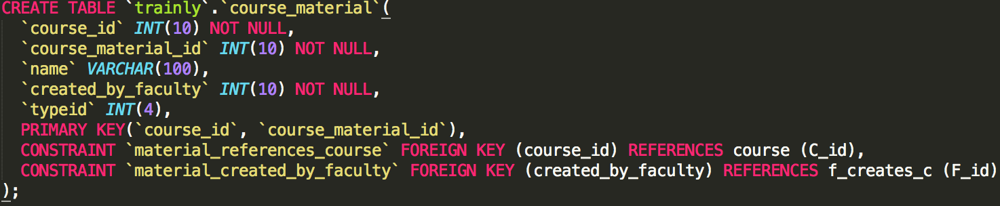 CREATE TABLE `trainly`.`course_material`(
`course_id` INT(10) NOT NULL,
`course_material_id` INT(10) NOT NULL,
`name` VARCHAR(100),
`created_by_faculty` INT(10) NOT NULL,
`typeid` INT(4),
PRIMARY KEY(`course_id`, `course_material_id`),
CONSTRAINT `material_references_course` FOREIGN KEY (course_id) REFERENCES course (C_id),
CONSTRAINT `material_created_by_faculty` FOREIGN KEY (created_by_faculty) REFERENCES f_creates_c (F_id)
);